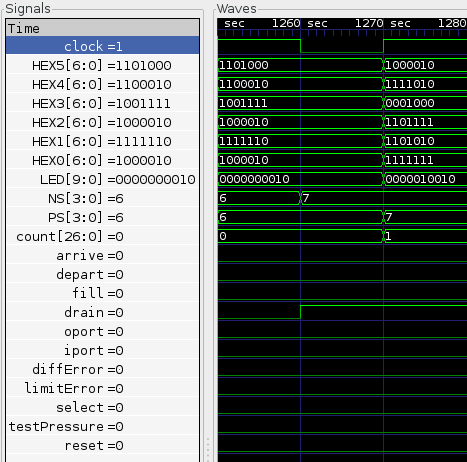 Signals
Waves
Time
sec 1260 sec 1270 sec 1280
clock=1
HEX5[6:0]=1101000 1101000 1000010
HEX4[6:0]=1100010 1100010 1111010
HEX3[6:0]=1001111 1001111 0001000
HEX2[6:0]=1000010 1000010 1101111
HEX1[6:0]=1111110 1111110 1101010
HEX0[6:0]=1000010 1000010 1111111
LED[9:0]=0000000010 0000000010 0000010010
NS[3:0]=6 6 7
PS[3:0]=6 6 7
count[26:0]=0 0 1
arrive=0
depart=0
fill=0
drain=0
oport=0
iport=0
diffError=0
limitError=0
select=0
testPressure=0
reset=0